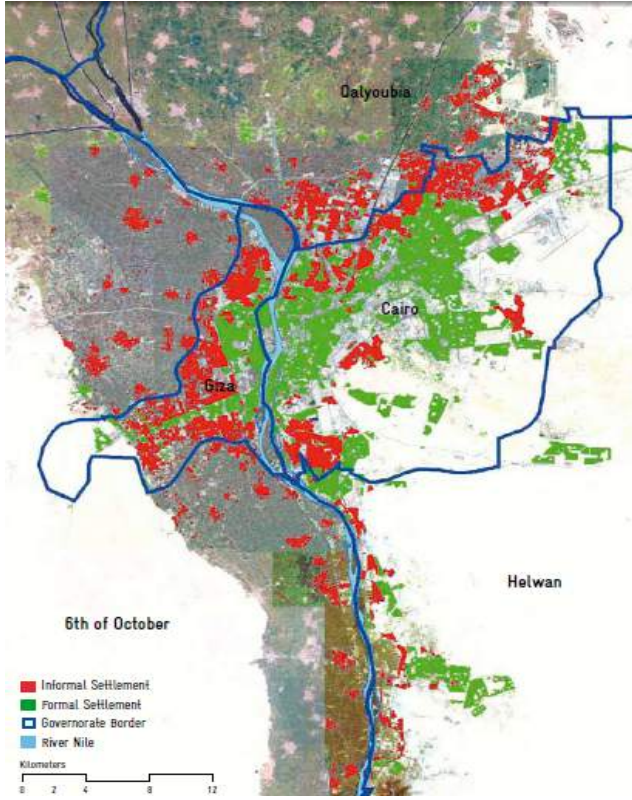 Qalyoubia
Cairo
Giza
Helwan
6th of October
Informal Settlement
Formal Settlement
Governorate Border
River Nile
Kilometers
0 2 4 8 12